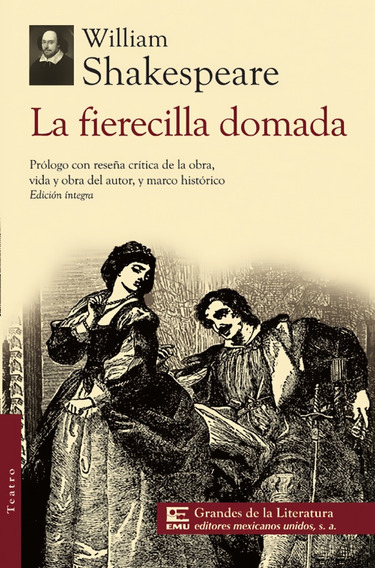 William
Shakespeare
La fierecilla domada
Prólogo con reseña crítica de la obra,
vida y obra del autor, y marco histórico
Edición íntegra
Teatro
EMU
Grandes de la Literatura
editores mexicanos unidos, s. a.